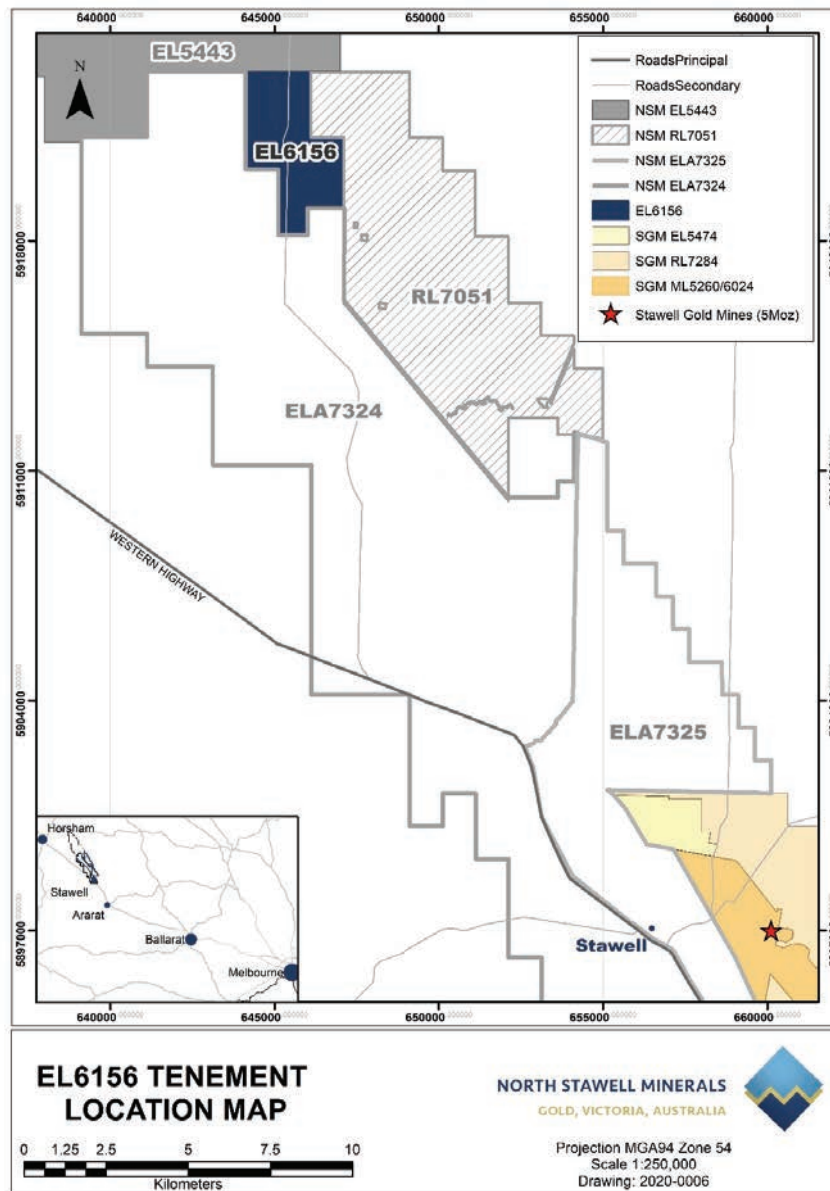 640000 645000 650000 655000 660000
EL5443
N
EL6156
RoadsPrincipal
RoadsSecondary
NSM EL5443
NSM RL7051
NSM ELA7325
NSM ELA7324
EL6156
SGM EL5474
SGM RL7284
SGM ML5260/6024
Stawell Gold Mines (5Moz)
5918000
RL7051
ELA7324
5911000
WESTERN HIGHWAY
5904000
ELA7325
Horsham
Stawell
Ararat
Ballarat
Melbourne
5897000
Stawell
640000 645000 650000 655000 660000
EL6156 TENEMENT
LOCATION MAP
0 1.25 2.5 5 7.5 10
Kilometers
NORTH STAWELL MINERALS
GOLD, VICTORIA, AUSTRALIA
Projection MGA94 Zone 54
Scale 1:250,000
Drawing: 2020-0006